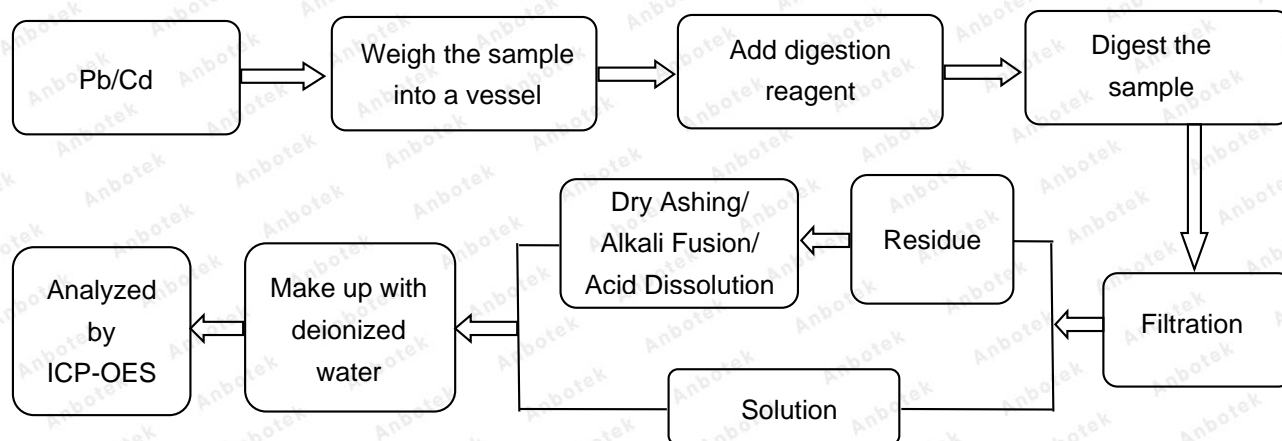 Pb/Cd
Weigh the sample
into a vessel
Add digestion
reagent
Digest the
sample
Filtration
Residue
Dry Ashing/
Alkali Fusion/
Acid Dissolution
Solution
Make up with
deionized
water
Analyzed
by
ICP-OES
Anbotek